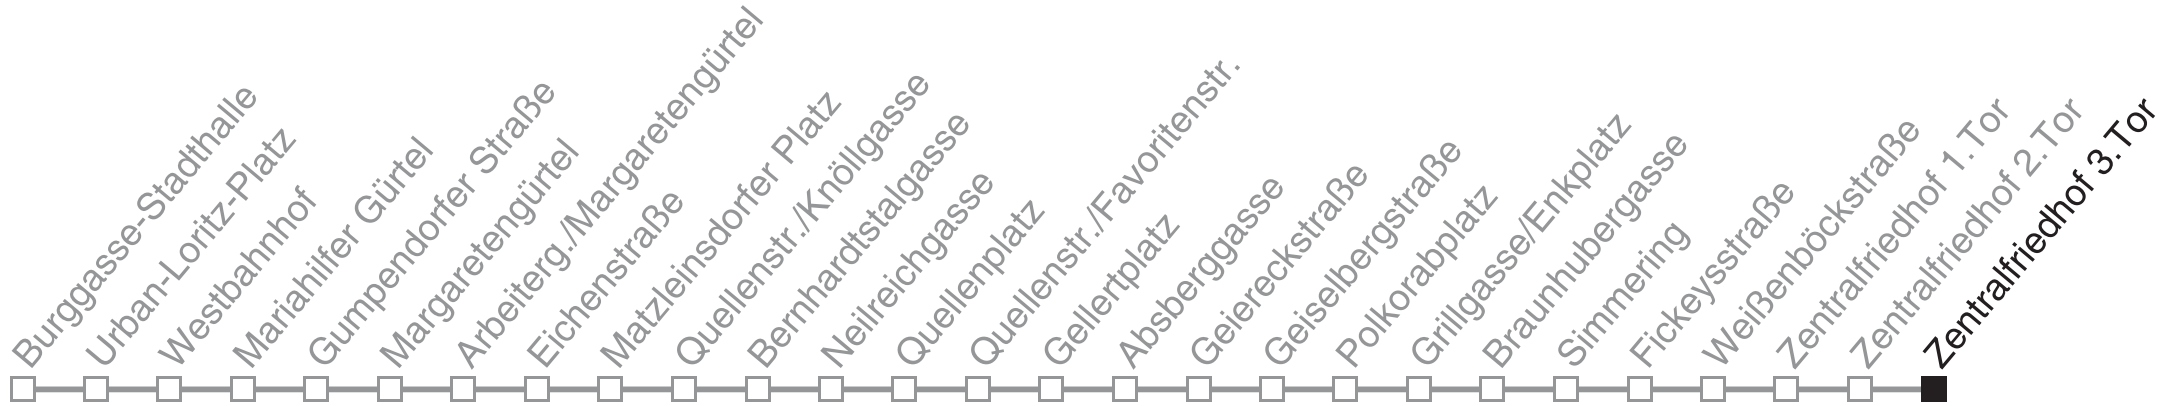 Burggasse-Stadthalle
Urban-Loritz-Platz
Westbahnhof
Mariahilfer Gürtel
Gumpendorfer Straße
Margaretengürtel
Arbeiterg./Margaretengürtel
Eichenstraße
Matzleinsdorfer Platz
Quellenstr./Knöllgasse
Bernhardtstalgasse
Neilreichgasse
Quellenplatz
Quellenstr./Favoritenstr.
Gellertplatz
Absberggasse
Geiereckstraße
Geiselbergstraße
Polkorabplatz
Grillgasse/Enkplatz
Braunhubergasse
Simmering
Fickeysstraße
Weißenböckstraße
Zentralfriedhof 1.Tor
Zentralfriedhof 2.Tor
Zentralfriedhof 3.Tor